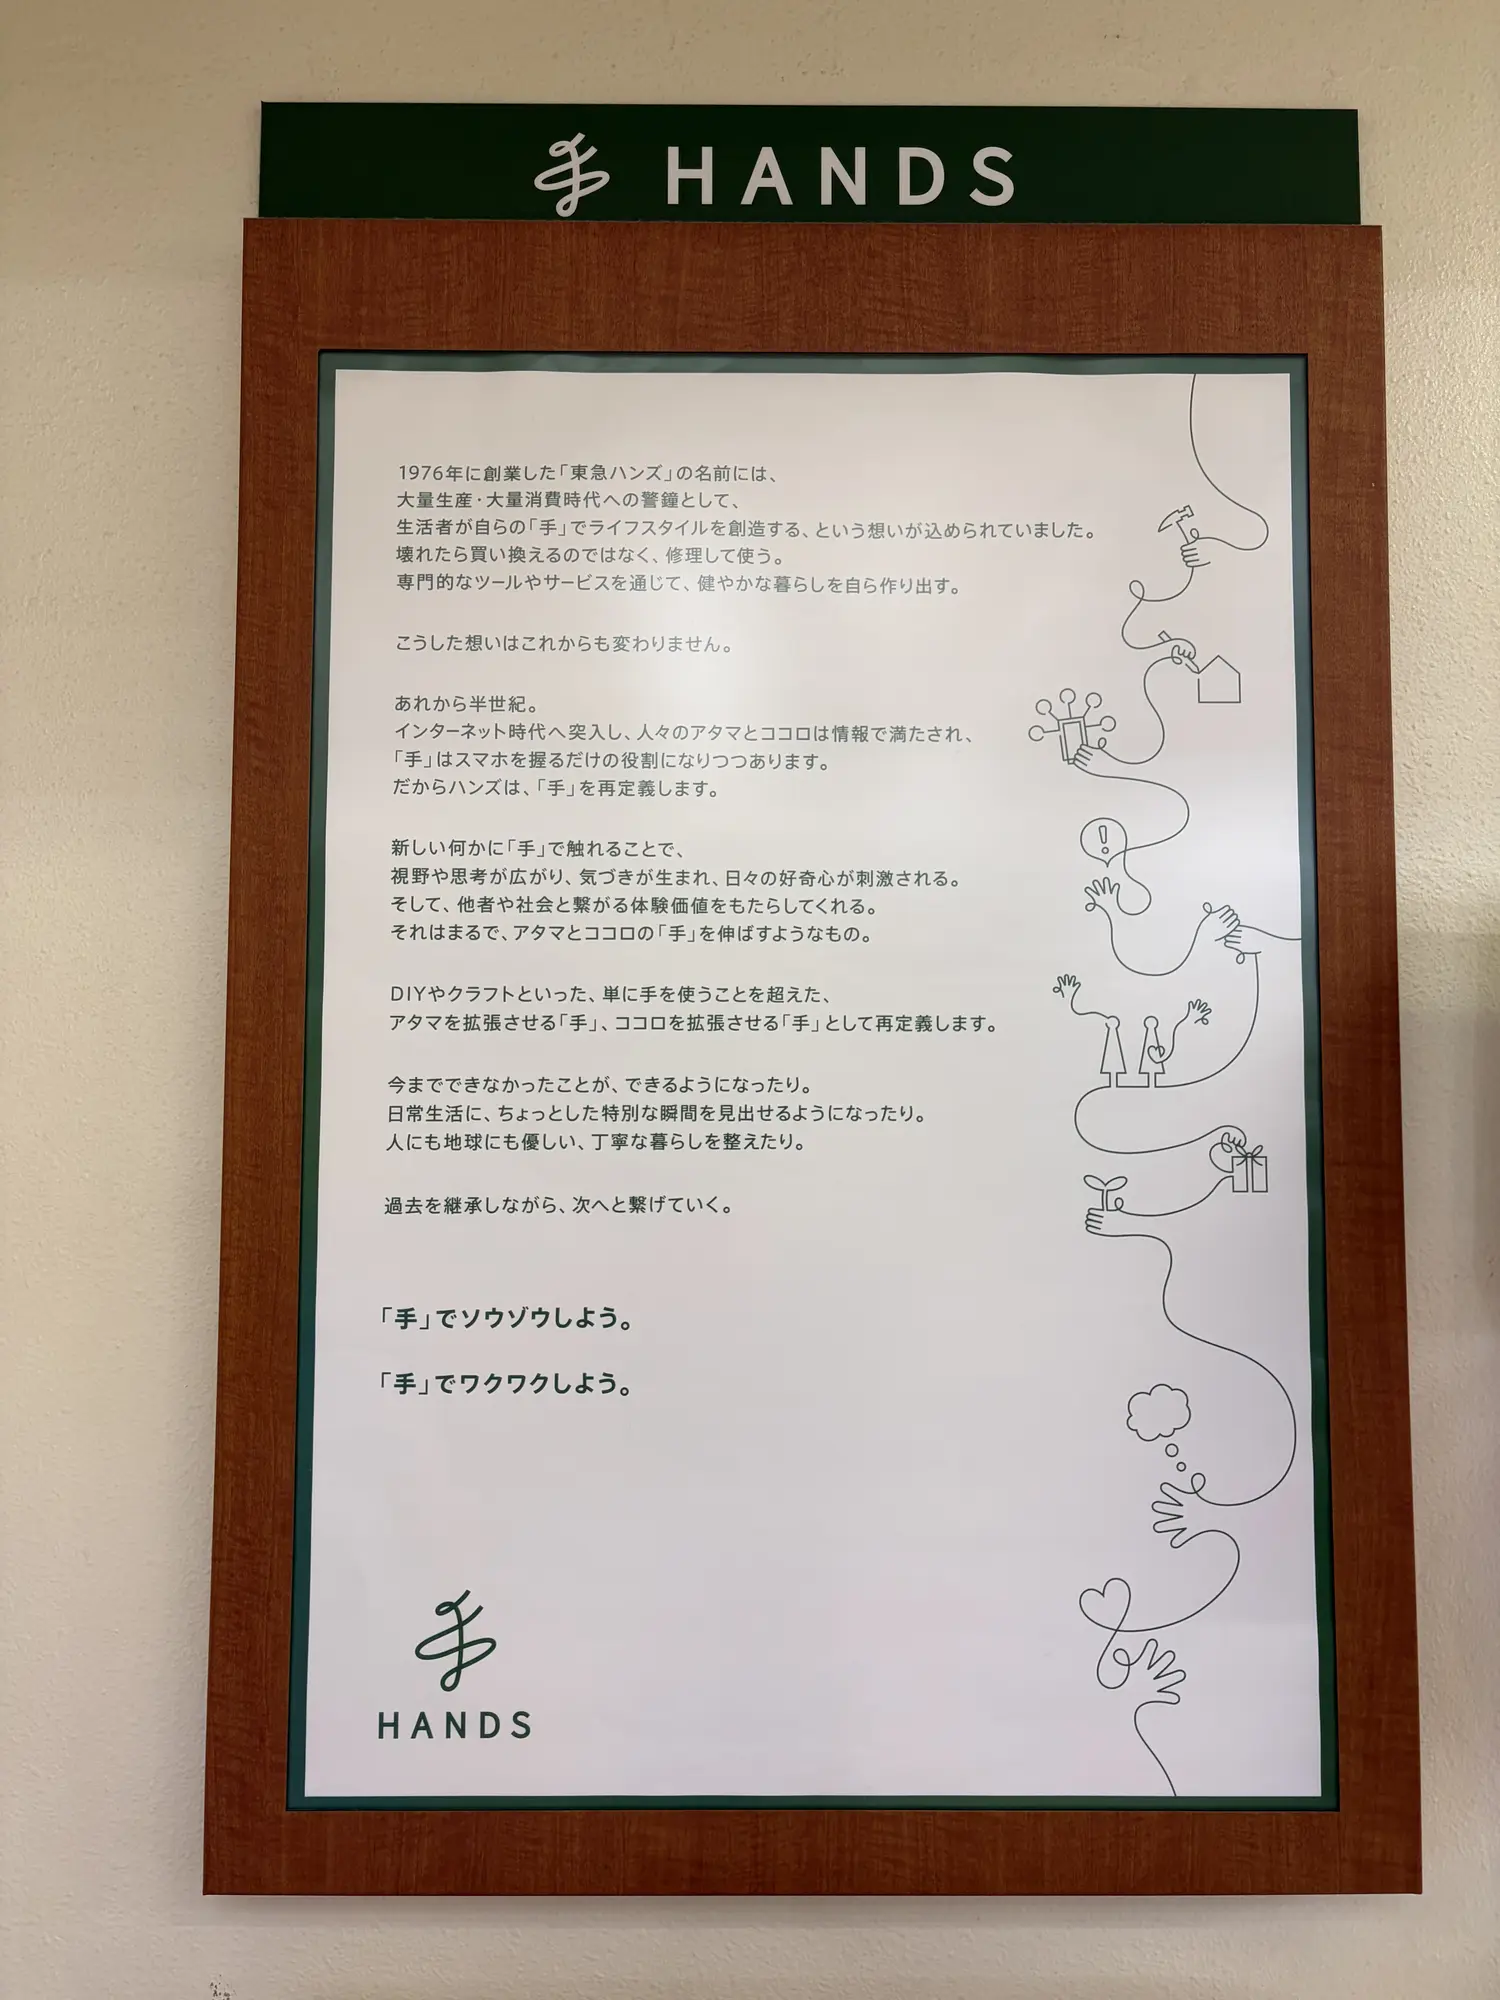 手 HANDS
1976年に創業した「東急ハンズ」の名前には、
大量生産・大量消費時代への警鐘として、
生活者が自らの「手」でライフスタイルを創造する、という想いが込められていました。
壊れたら買い換えるのではなく、修理して使う。
専門的なツールやサービスを通じて、健やかな暮らしを自ら作り出す。
こうした想いはこれからも変わりません。
あれから半世紀。
インターネット時代へ突入し、人々のアタマとココロは情報で満たされ、
「手」はスマホを握るだけの役割になりつつあります。
だからハンズは、「手」を再定義します。
新しい何かに「手」で触れることで、
視野や思考が広がり、気づきが生まれ、日々の好奇心が刺激される。
そして、他者や社会と繋がる体験価値をもたらしてくれる。
それはまるで、アタマとココロの「手」を伸ばすようなもの。
DIYやクラフトといった、単に手を使うことを超えた、
アタマを拡張させる「手」、ココロを拡張させる「手」として再定義します。
今までできなかったことが、できるようになったり。
日常生活に、ちょっとした特別な瞬間を見出せるようになったり。
人にも地球にも優しい、丁寧な暮らしを整えたり。
過去を継承しながら、次へと繋げていく。
「手」でソウゾウしよう。
「手」でワクワクしよう。
手
HANDS